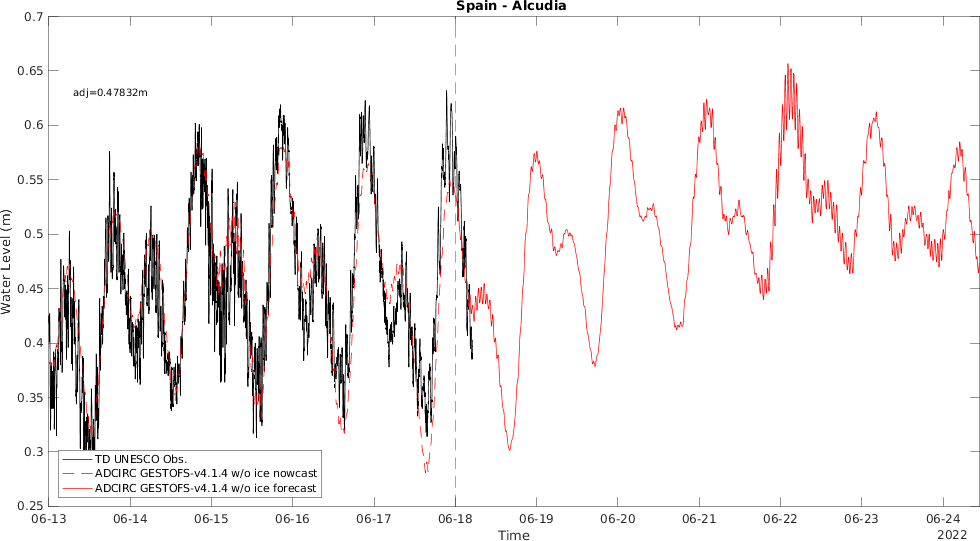 Spain - Alcudia
0.7
0.65
adj=0.47832m
0.6
0.55
0.5
Water Level (m)
0.45
0.4
0.35
0.3
0.25
TD UNESCO Obs.
ADCIRC GESTOFS-v4.1.4 w/o ice nowcast
ADCIRC GESTOFS-v4.1.4 w/o ice forecast
06-13 06-14 06-15 06-16 06-17 06-18 06-19 06-20 06-21 06-22 06-23 06-24
Time
2022